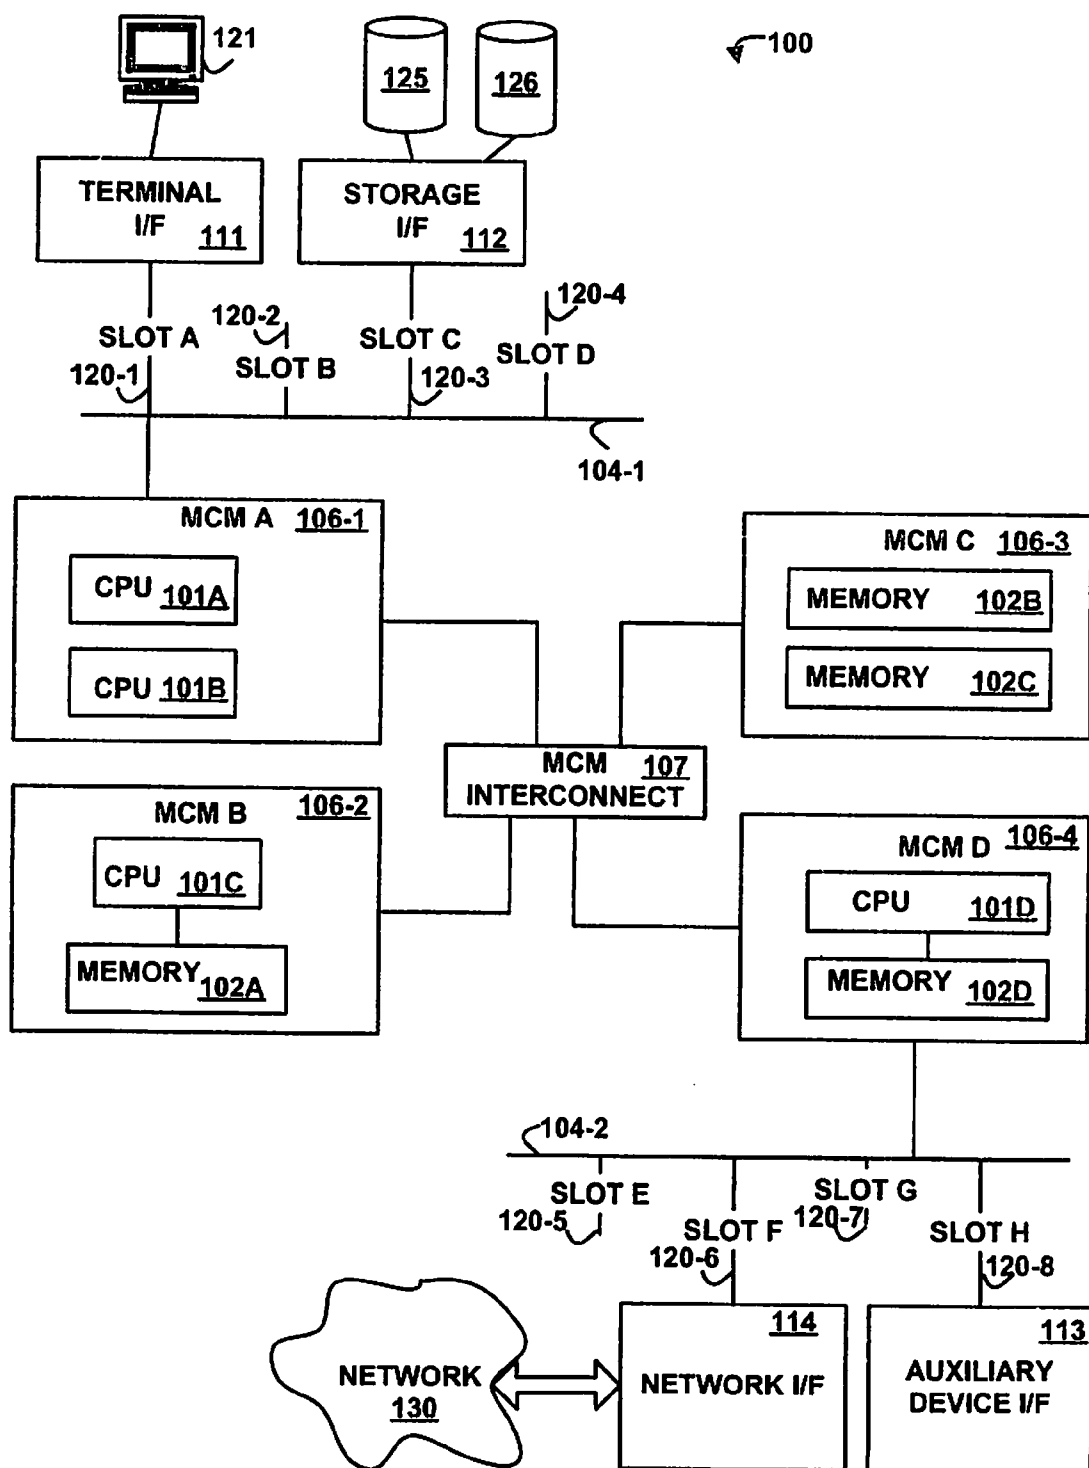 121
125
126
100
TERMINAL
I/F 111
STORAGE
I/F 112
120-4
120-2
SLOT A
SLOT B
SLOT C
SLOT D
120-1
120-3
104-1
MCM A 106-1
CPU 101A
CPU 101B
MCM C 106-3
MEMORY 102B
MEMORY 102C
MCM 107
INTERCONNECT
MCM B 106-2
CPU 101C
MEMORY 102A
MCM D 106-4
CPU 101D
MEMORY 102D
104-2
SLOT E
SLOT G
120-5
120-7
SLOT F
SLOT H
120-6
120-8
NETWORK
130
114
NETWORK I/F
113
AUXILIARY
DEVICE I/F